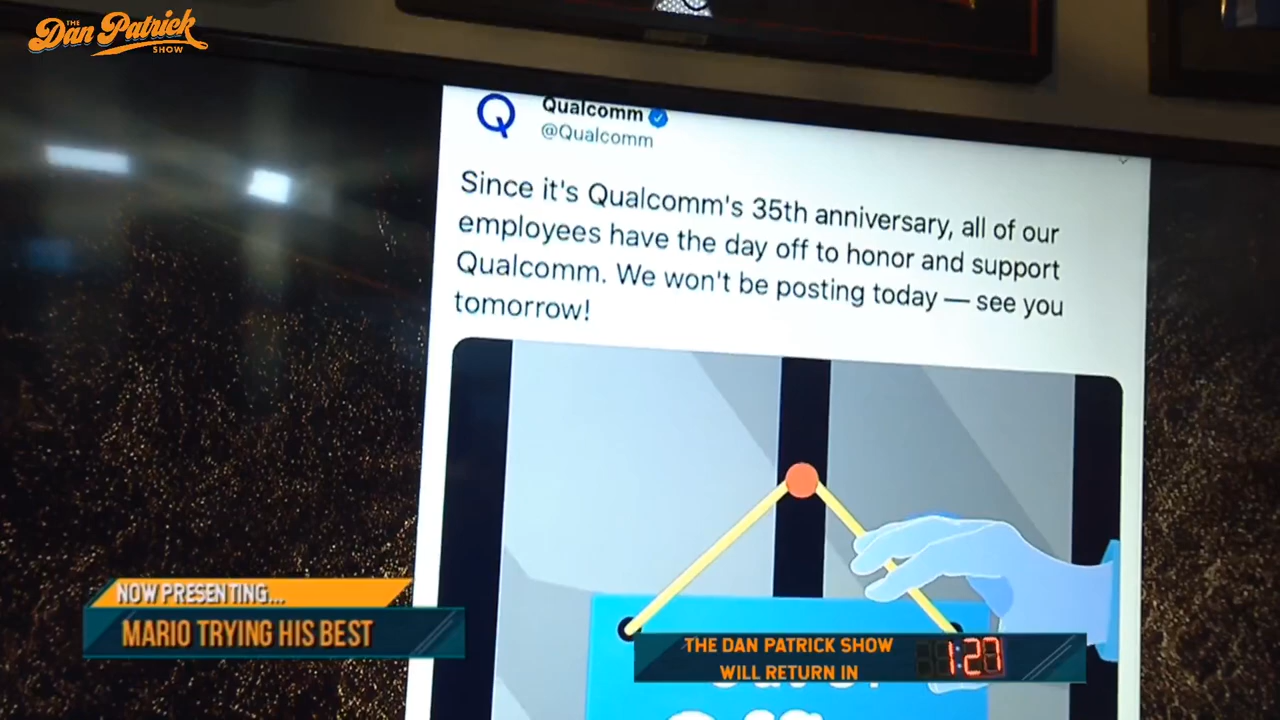 THE
Dan Patrick
SHOW
Qualcomm
@Qualcomm
Since it's Qualcomm's 35th anniversary, all of our
employees have the day off to honor and support
Qualcomm. We won't be posting today — see you
tomorrow!
NOW PRESENTING...
MARIO TRYING HIS BEST
THE DAN PATRICK SHOW
WILL RETURN IN
1:27